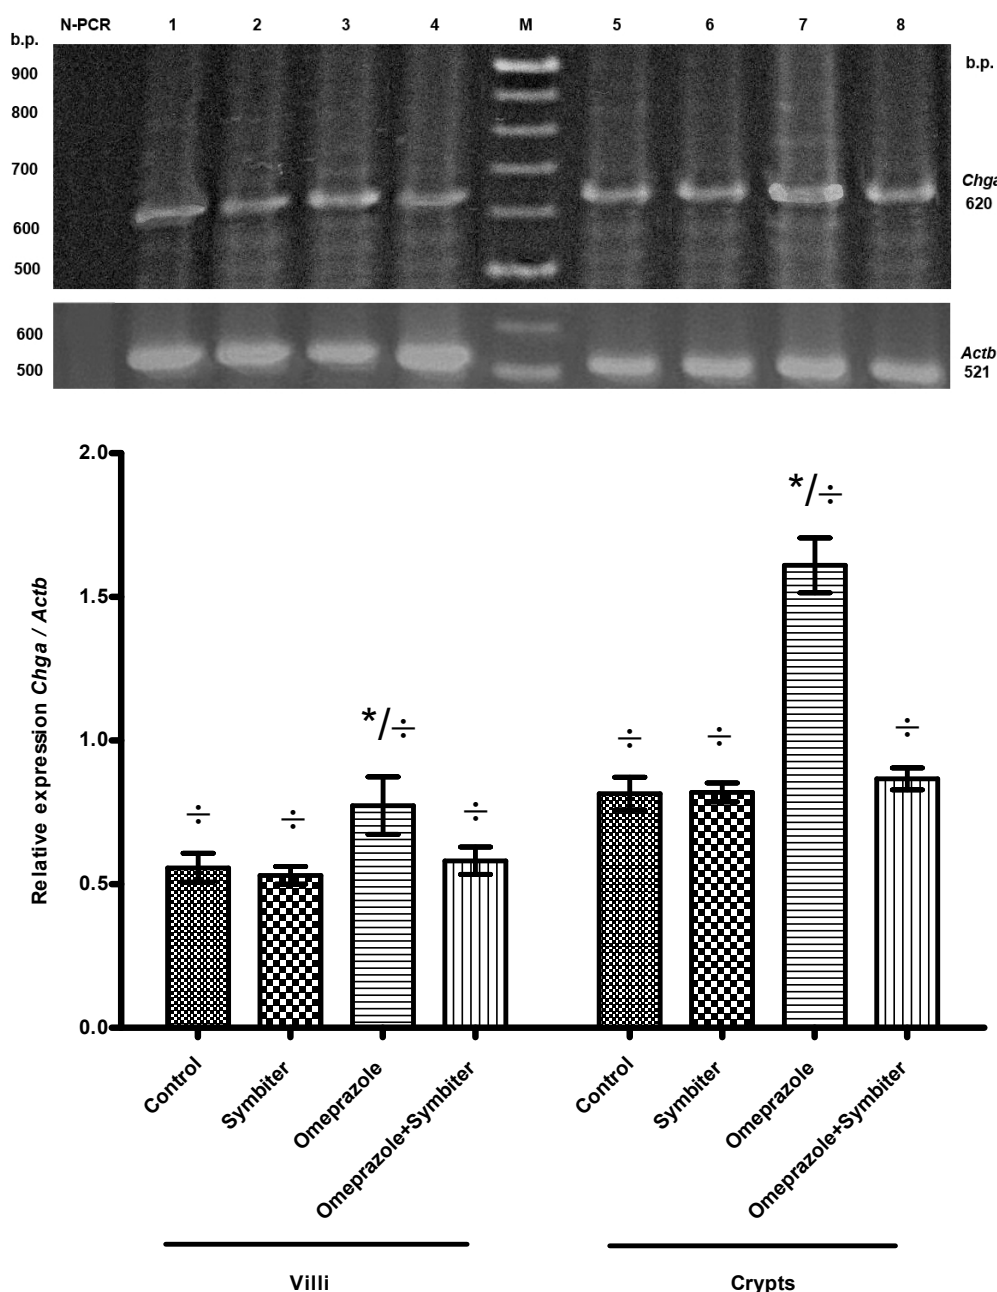 N-PCR 1 2 3 4 M 5 6 7 8
b.p.
b.p.
900
800
700
600
500
Chga
620
600
500
Actb
521
2.0
1.5
1.0
0.5
0.0
Relative expression Chga / Actb
÷ ÷ */÷ ÷ ÷ ÷ */÷ ÷
Control Symbiter Omeprazole Omeprazole+Symbiter Control Symbiter Omeprazole Omeprazole+Symbiter
Villi Crypts